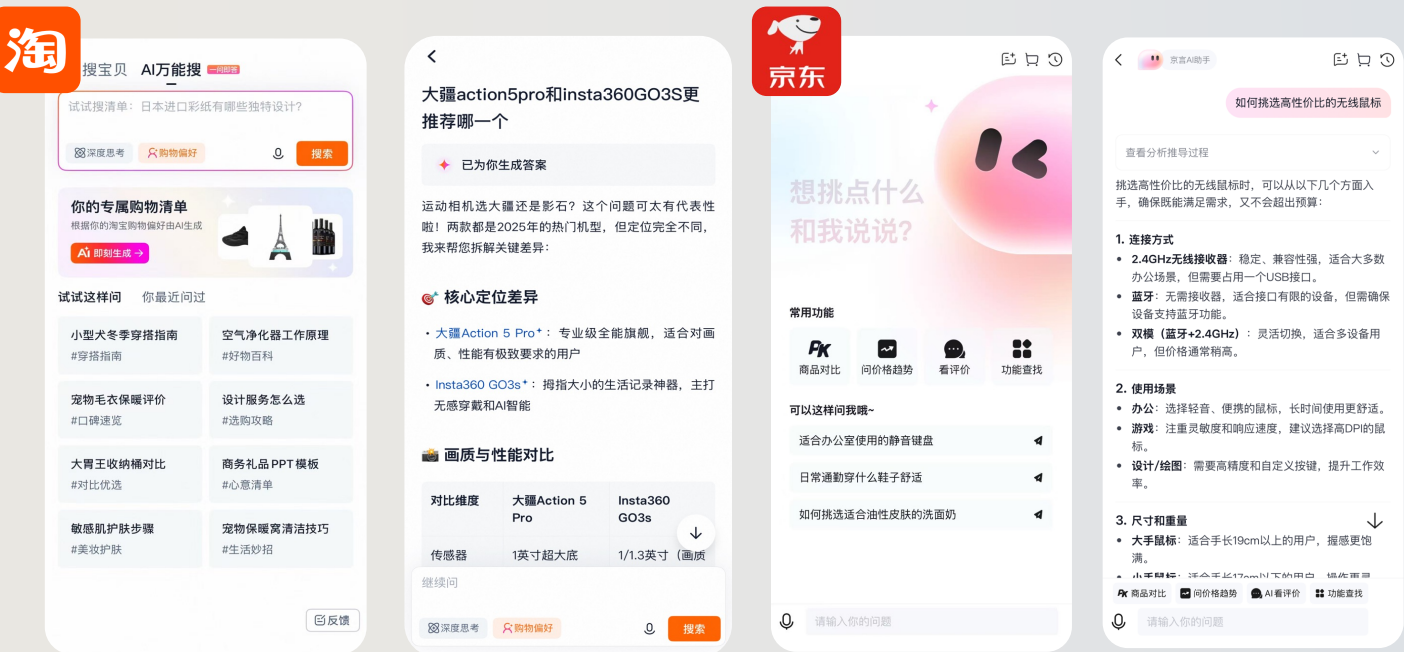 淘
搜宝贝 AI万能搜 一问即答
试试搜清单：日本进口彩纸有哪些独特设计？
深度思考 购物偏好 搜索
你的专属购物清单
根据你的淘宝购物偏好由AI生成
Ai 即刻生成→
试试这样问 你最近问过
小型犬冬季穿搭指南
#穿搭指南
空气净化器工作原理
#好物百科
宠物毛衣保暖评价
#口碑速览
设计服务怎么选
#选购攻略
大胃王收纳桶对比
#对比优选
商务礼品PPT模板
#心意清单
敏感肌护肤步骤
#美妆护肤
宠物保暖窝清洁技巧
#生活妙招
反馈
大疆action5pro和insta360GO3S更
推荐哪一个
已为你生成答案
运动相机选大疆还是影石？这个问题可太有代表性
啦！两款都是2025年的热门机型，但定位完全不同，
我来帮您拆解关键差异：
核心定位差异
• 大疆Action 5 Pro：专业级全能旗舰，适合对画
质、性能有极致要求的用户
• Insta360 GO3s：拇指大小的生活记录神器，主打
无感穿戴和AI智能
画质与性能对比
对比维度 大疆Action 5 Pro Insta360 GO3s
传感器 1英寸超大底 1/1.3英寸（画质
继续问
深度思考 购物偏好 搜索
京东
想挑点什么
和我说说？
常用功能
PK
商品对比 问价格趋势 看评价 功能查找
可以这样问我哦~
适合办公室使用的静音键盘
日常通勤穿什么鞋子舒适
如何挑选适合油性皮肤的洗面奶
请输入你的问题
京言AI助手
如何挑选高性价比的无线鼠标
查看分析推导过程
挑选高性价比的无线鼠标时，可以从以下几个方面入
手，确保既能满足需求，又不会超出预算：
1. 连接方式
• 2.4GHz无线接收器：稳定、兼容性强，适合大多数
办公场景，但需要占用一个USB接口。
• 蓝牙：无需接收器，适合接口有限的设备，但需确保
设备支持蓝牙功能。
• 双模（蓝牙+2.4GHz）：灵活切换，适合多设备用
户，但价格通常稍高。
2. 使用场景
• 办公：选择轻音、便携的鼠标，长时间使用更舒适。
• 游戏：注重灵敏度和响应速度，建议选择高DPI的鼠
标。
• 设计/绘图：需要高精度和自定义按键，提升工作效
率。
3. 尺寸和重量
• 大手鼠标：适合手长19cm以上的用户，握感更饱
满。
• 小手鼠标：适合手长17cm以下的用户，操作更灵
PK 商品对比 问价格趋势 AI看评价 功能查找
请输入你的问题